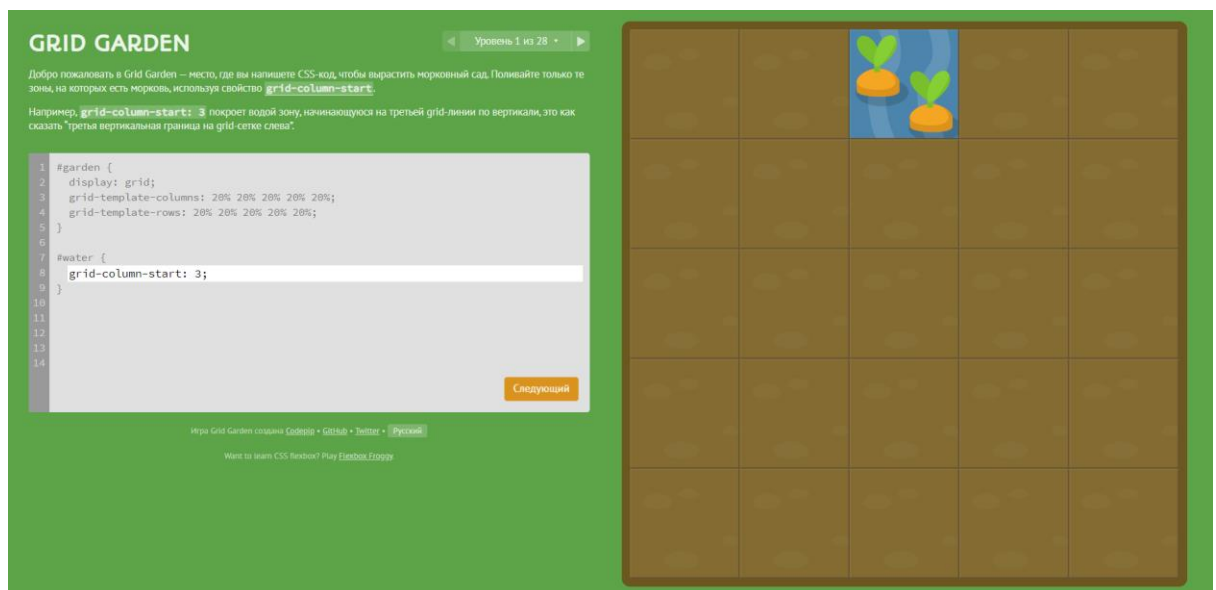 GRID GARDEN
◀ Уровень 1 из 28 ▾ ▶
Добро пожаловать в Grid Garden — место, где вы напишете CSS-код, чтобы вырастить морковный сад. Поливайте только те
зоны, на которых есть морковь, используя свойство grid-column-start.
Например, grid-column-start: 3 покроет водой зону, начинающуюся на третьей grid-линии по вертикали, это как
сказать "третья вертикальная граница на grid-сетке слева".
1 #garden {
2 display: grid;
3 grid-template-columns: 20% 20% 20% 20% 20%;
4 grid-template-rows: 20% 20% 20% 20% 20%;
5 }
6
7 #water {
8 grid-column-start: 3;
9 }
10
11
12
13
14
Следующий
Игра Grid Garden создана Codepip • GitHub • Twitter • Русский
Want to learn CSS flexbox? Play Flexbox Froggy.